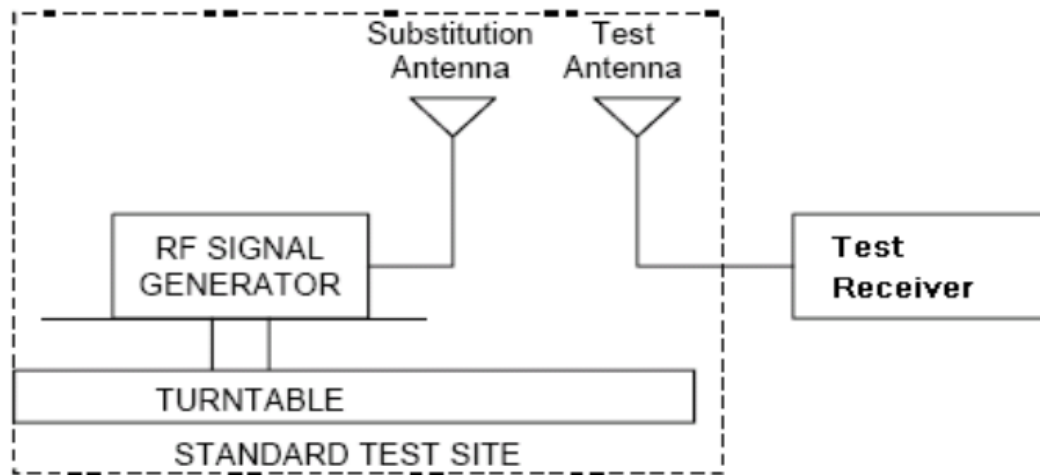 Substitution
Antenna
Test
Antenna
RF SIGNAL
GENERATOR
Test
Receiver
TURNTABLE
STANDARD TEST SITE